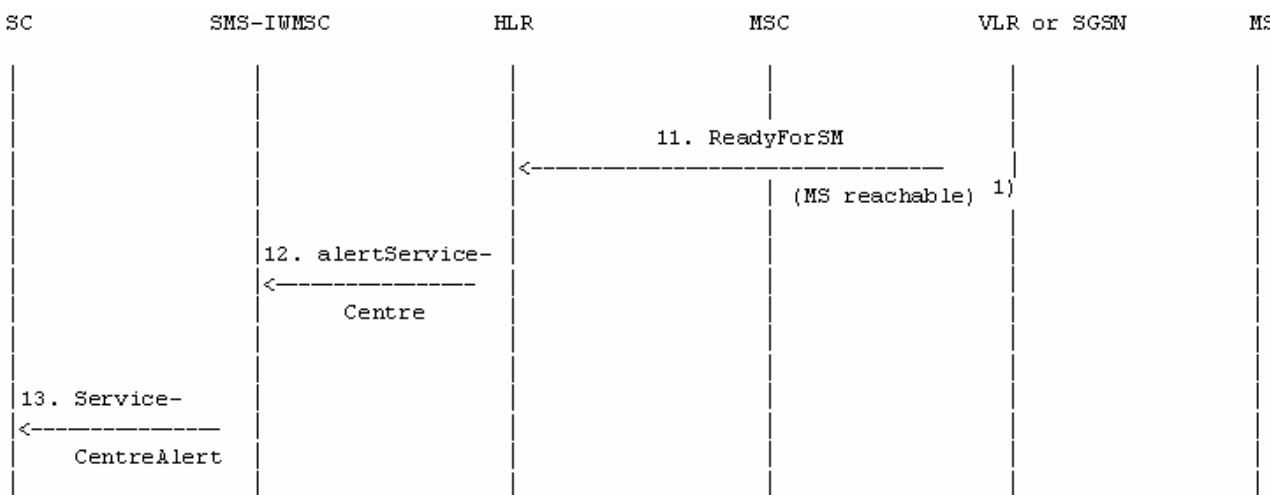 SC SMS-IWMSC HLR MSC VLR or SGSN MS
11. ReadyForSM
(MS reachable) 1)
12. alertService-
Centre
13. Service-
CentreAlert